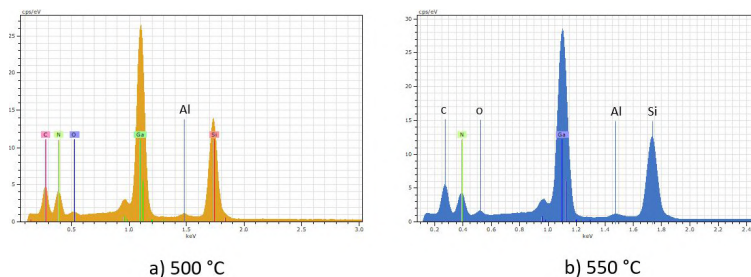 cps/eV
25
20
15
10
5
0
C
N
O
Ga
Al
Si
0.5
1.0
1.5
2.0
2.5
3.0
keV
a) 500 °C
cps/eV
30
25
20
15
10
5
0
C
N
O
Ga
Al
Si
0.2
0.4
0.6
0.8
1.0
1.2
1.4
1.6
1.8
2.0
2.2
2.4
keV
b) 550 °C